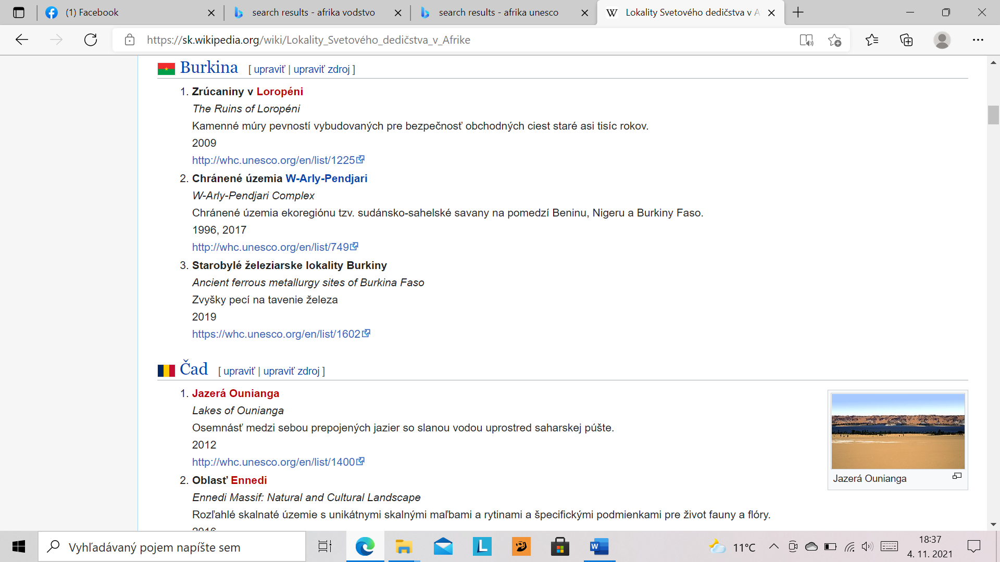 (1) Facebook
search results - afrika vodstvo
search results - afrika unesco
Lokality Svetového dedičstva v A
https://sk.wikipedia.org/wiki/Lokality_Svetového_dedičstva_v_Afrike
Burkina [ upraviť | upraviť zdroj ]
1. Zrúcaniny v Loropéni
The Ruins of Loropéni
Kamenné múry pevností vybudovaných pre bezpečnosť obchodných ciest staré asi tisíc rokov.
2009
http://whc.unesco.org/en/list/1225
2. Chránené územia W-Arly-Pendjari
W-Arly-Pendjari Complex
Chránené územia ekoregiónu tzv. sudánsko-sahelské savany na pomedzí Beninu, Nigeru a Burkiny Faso.
1996, 2017
http://whc.unesco.org/en/list/749
3. Starobylé železiarske lokality Burkiny
Ancient ferrous metallurgy sites of Burkina Faso
Zvyšky pecí na tavenie železa
2019
https://whc.unesco.org/en/list/1602
Čad [ upraviť | upraviť zdroj ]
1. Jazerá Ounianga
Lakes of Ounianga
Osemnásť medzi sebou prepojených jazier so slanou vodou uprostred saharskej púšte.
2012
http://whc.unesco.org/en/list/1400
Jazerá Ounianga
2. Oblasť Ennedi
Ennedi Massif: Natural and Cultural Landscape
Rozľahlé skalnaté územie s unikátnymi skalnými maľbami a rytinami a špecifickými podmienkami pre život fauny a flóry.
2016
Vyhľadávaný pojem napíšte sem
11°C
18:37
4. 11. 2021